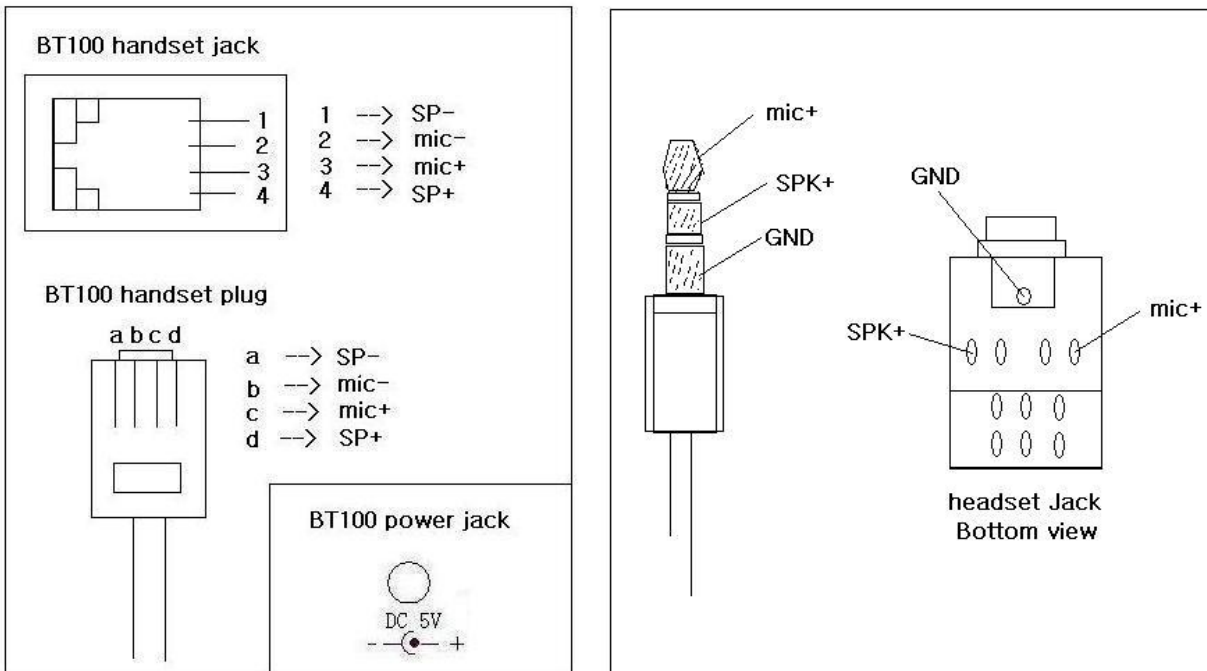 BT100 handset jack
1
2
3
4
1 --> SP-
2 --> mic-
3 --> mic+
4 --> SP+
BT100 handset plug
a b c d
a --> SP-
b --> mic-
c --> mic+
d --> SP+
BT100 power jack
DC 5V
- +
mic+
SPK+
GND
GND
SPK+
mic+
headset Jack
Bottom view